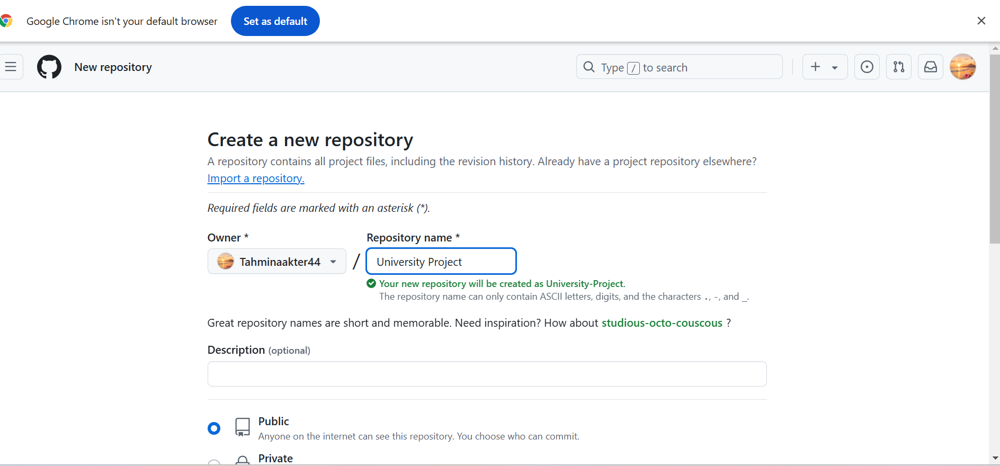 Google Chrome isn't your default browser Set as default
New repository Type / to search
Create a new repository
A repository contains all project files, including the revision history. Already have a project repository elsewhere?
Import a repository.
Required fields are marked with an asterisk (*).
Owner * Repository name *
Tahminaakter44 / University Project
Your new repository will be created as University-Project.
The repository name can only contain ASCII letters, digits, and the characters ., -, and _.
Great repository names are short and memorable. Need inspiration? How about studious-octo-couscous ?
Description (optional)
Public
Anyone on the internet can see this repository. You choose who can commit.
Private